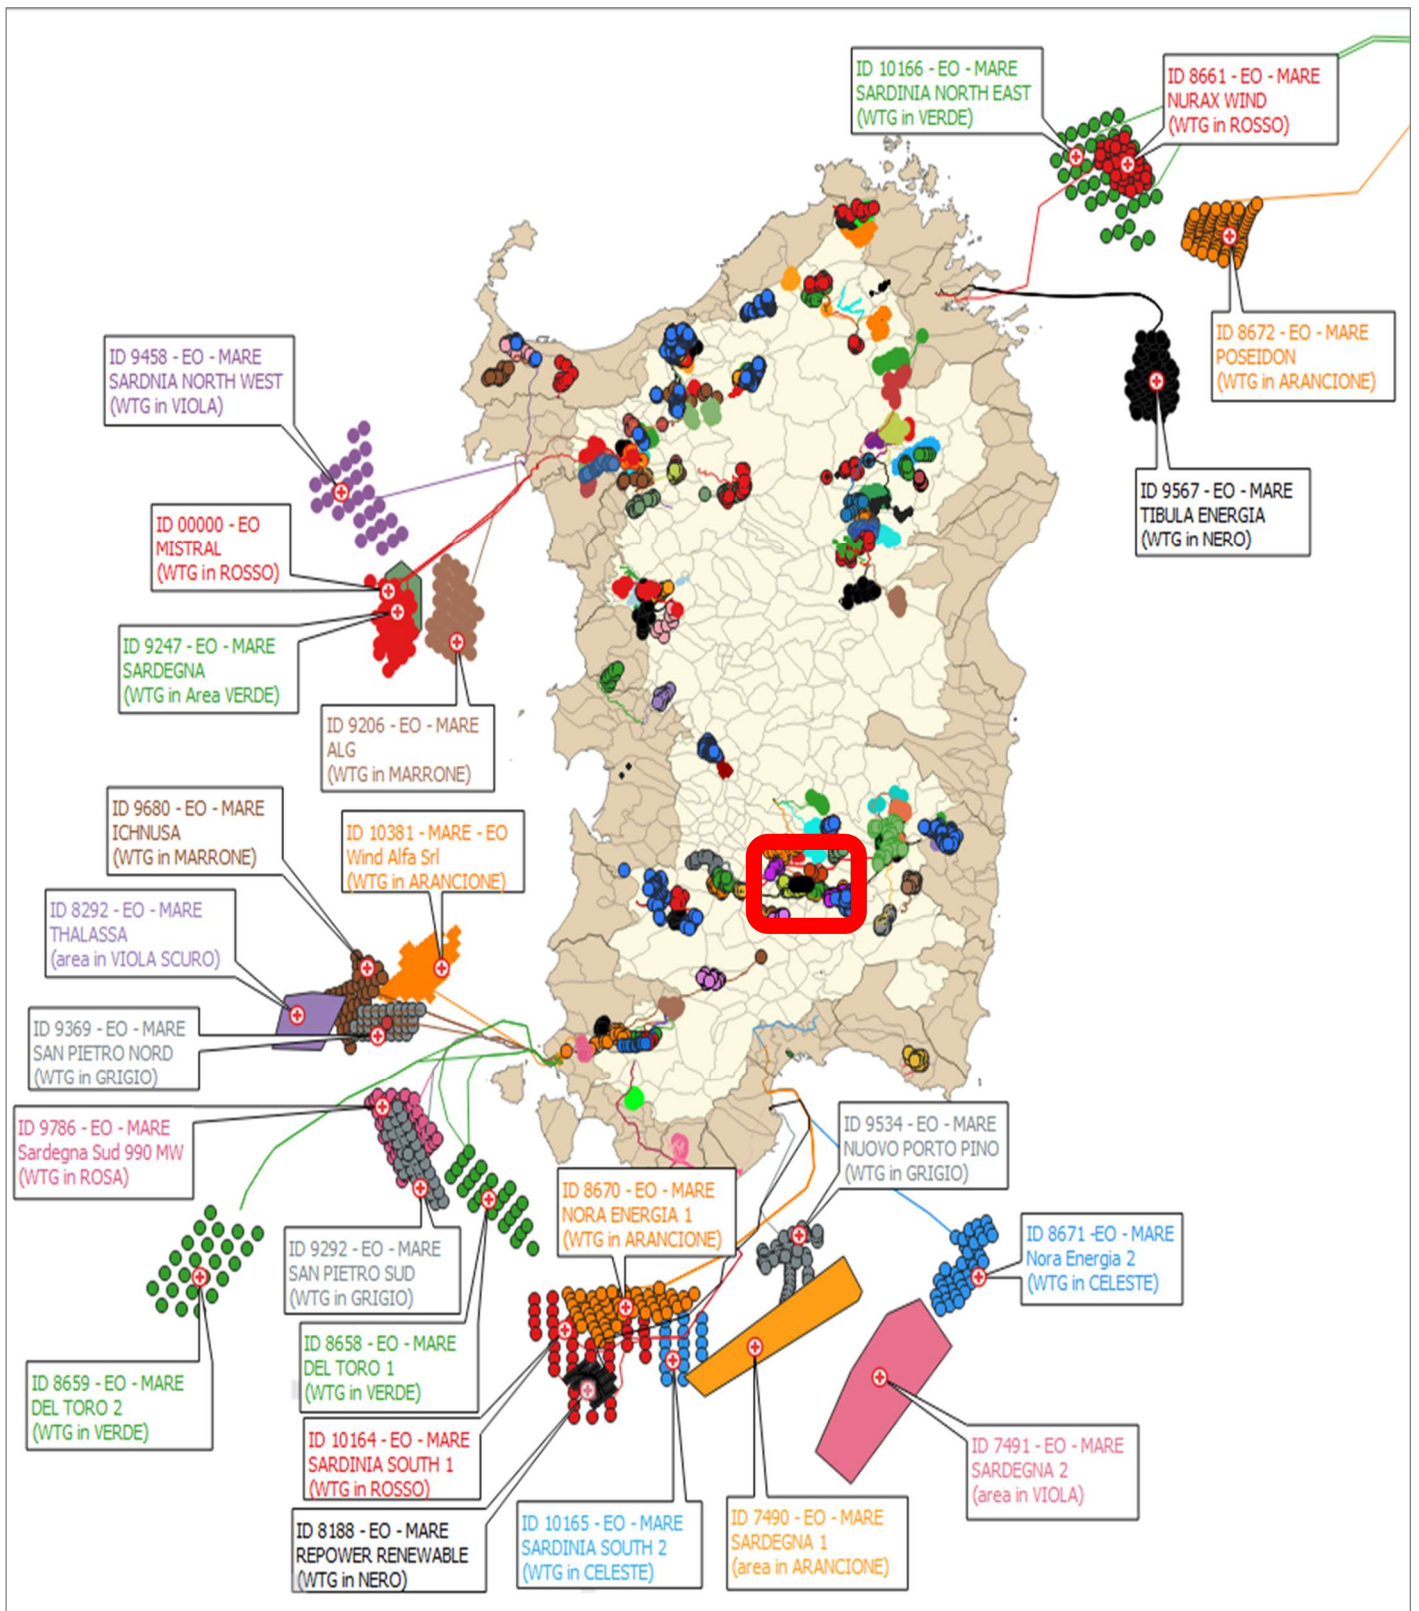 ID 10166 - EO - MARE
SARDINIA NORTH EAST
(WTG in VERDE)
ID 8661 - EO - MARE
NURAX WIND
(WTG in ROSSO)
ID 8672 - EO - MARE
POSEIDON
(WTG in ARANCIONE)
ID 9458 - EO - MARE
SARDNIA NORTH WEST
(WTG in VIOLA)
ID 9567 - EO - MARE
TIBULA ENERGIA
(WTG in NERO)
ID 00000 - EO
MISTRAL
(WTG in ROSSO)
ID 9247 - EO - MARE
SARDEGNA
(WTG in Area VERDE)
ID 9206 - EO - MARE
ALG
(WTG in MARRONE)
ID 9680 - EO - MARE
ICHNUSA
(WTG in MARRONE)
ID 10381 - MARE - EO
Wind Alfa Srl
(WTG in ARANCIONE)
ID 8292 - EO - MARE
THALASSA
(area in VIOLA SCURO)
ID 9369 - EO - MARE
SAN PIETRO NORD
(WTG in GRIGIO)
ID 9786 - EO - MARE
Sardegna Sud 990 MW
(WTG in ROSA)
ID 9534 - EO - MARE
NUOVO PORTO PINO
(WTG in GRIGIO)
ID 8670 - EO - MARE
NORA ENERGIA 1
(WTG in ARANCIONE)
ID 8671 -EO - MARE
Nora Energia 2
(WTG in CELESTE)
ID 9292 - EO - MARE
SAN PIETRO SUD
(WTG in GRIGIO)
ID 8658 - EO - MARE
DEL TORO 1
(WTG in VERDE)
ID 8659 - EO - MARE
DEL TORO 2
(WTG in VERDE)
ID 10164 - EO - MARE
SARDINIA SOUTH 1
(WTG in ROSSO)
ID 7491 - EO - MARE
SARDEGNA 2
(area in VIOLA)
ID 8188 - EO - MARE
REPOWER RENEWABLE
(WTG in NERO)
ID 10165 - EO - MARE
SARDINIA SOUTH 2
(WTG in CELESTE)
ID 7490 - EO - MARE
SARDEGNA 1
(area in ARANCIONE)